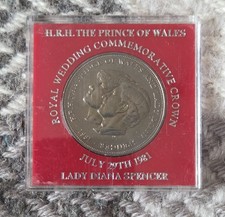 H.R.H. THE PRINCE OF WALES
ROYAL WEDDING COMMEMORATIVE CROWN
JULY 29TH 1981
LADY DIANA SPENCER